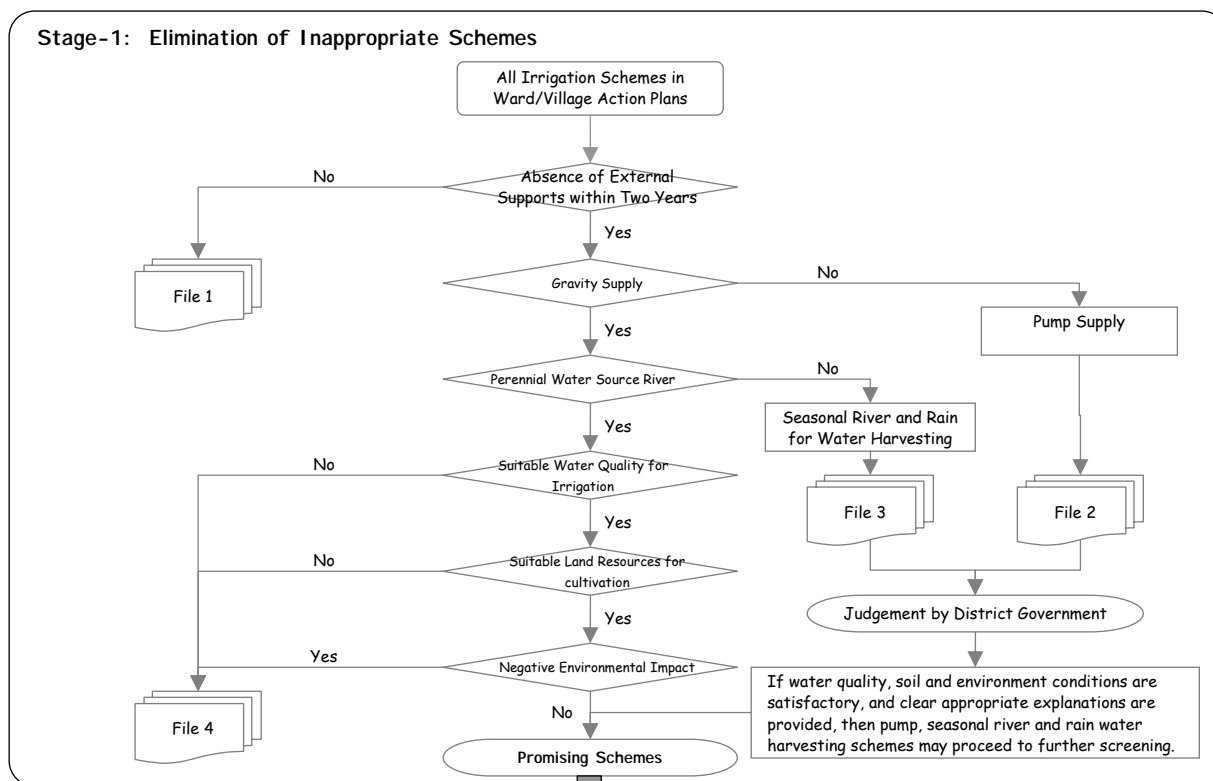 Stage-1: Elimination of Inappropriate Schemes
All Irrigation Schemes in
Ward/Village Action Plans
No
Absence of External
Supports within Two Years
Yes
File 1
Gravity Supply
No
Pump Supply
Yes
Perennial Water Source River
No
Seasonal River and Rain
for Water Harvesting
Yes
No
Suitable Water Quality for
Irrigation
File 3
File 2
Yes
No
Suitable Land Resources for
cultivation
Judgement by District Government
Yes
Yes
Negative Environmental Impact
If water quality, soil and environment conditions are
satisfactory, and clear appropriate explanations are
provided, then pump, seasonal river and rain water
harvesting schemes may proceed to further screening.
File 4
No
Promising Schemes